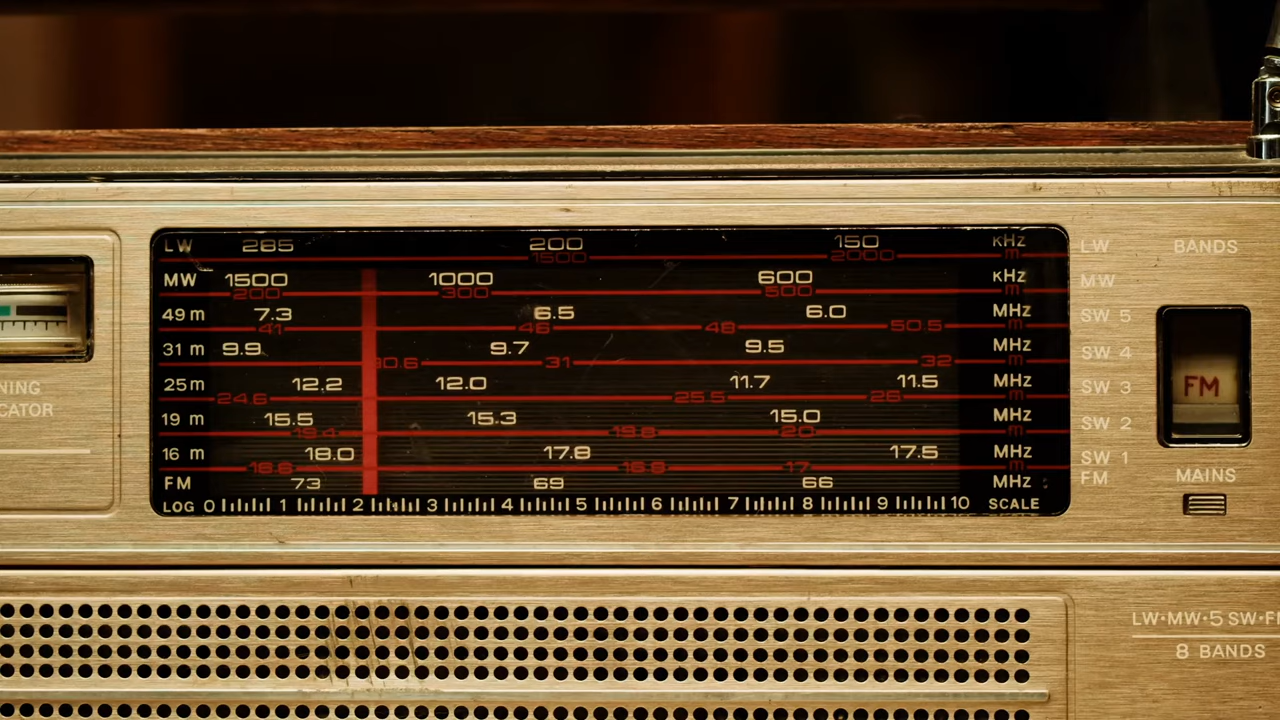 LW 285 200 150 KHz LW BANDS
1500 2000 m
MW 1500 1000 600 KHz MW
200 300 500 m
49 m 7.3 6.5 6.0 MHz SW 5
41 46 48 50.5 m
31 m 9.9 9.7 9.5 MHz SW 4
30.6 31 32 m
25 m 12.2 12.0 11.7 11.5 MHz SW 3
FM
NING
24.6 25.5 26 m
CATOR
19 m 15.5 15.3 15.0 MHz SW 2
19.4 19.8 20 m
16 m 18.0 17.8 17.5 MHz SW 1
16.6 16.8 17 m
MAINS
FM 73 69 66 MHz FM
LOG 0 1 2 3 4 5 6 7 8 9 10 SCALE
LW·MW·5 SW·F
8 BANDS